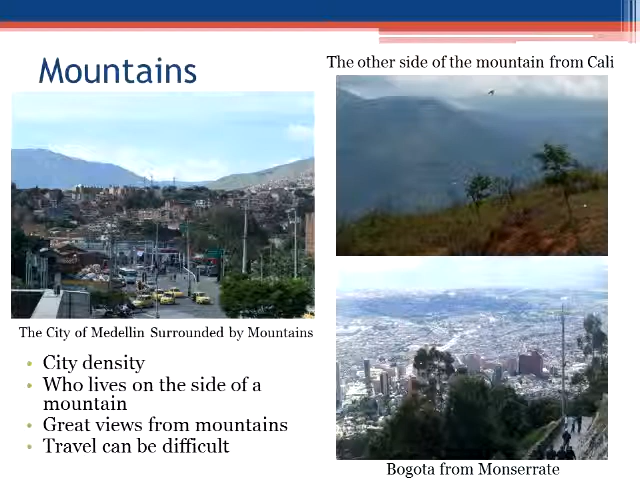 Mountains
The other side of the mountain from Cali
The City of Medellin Surrounded by Mountains
• City density
• Who lives on the side of a
mountain
• Great views from mountains
• Travel can be difficult
Bogota from Monserrate